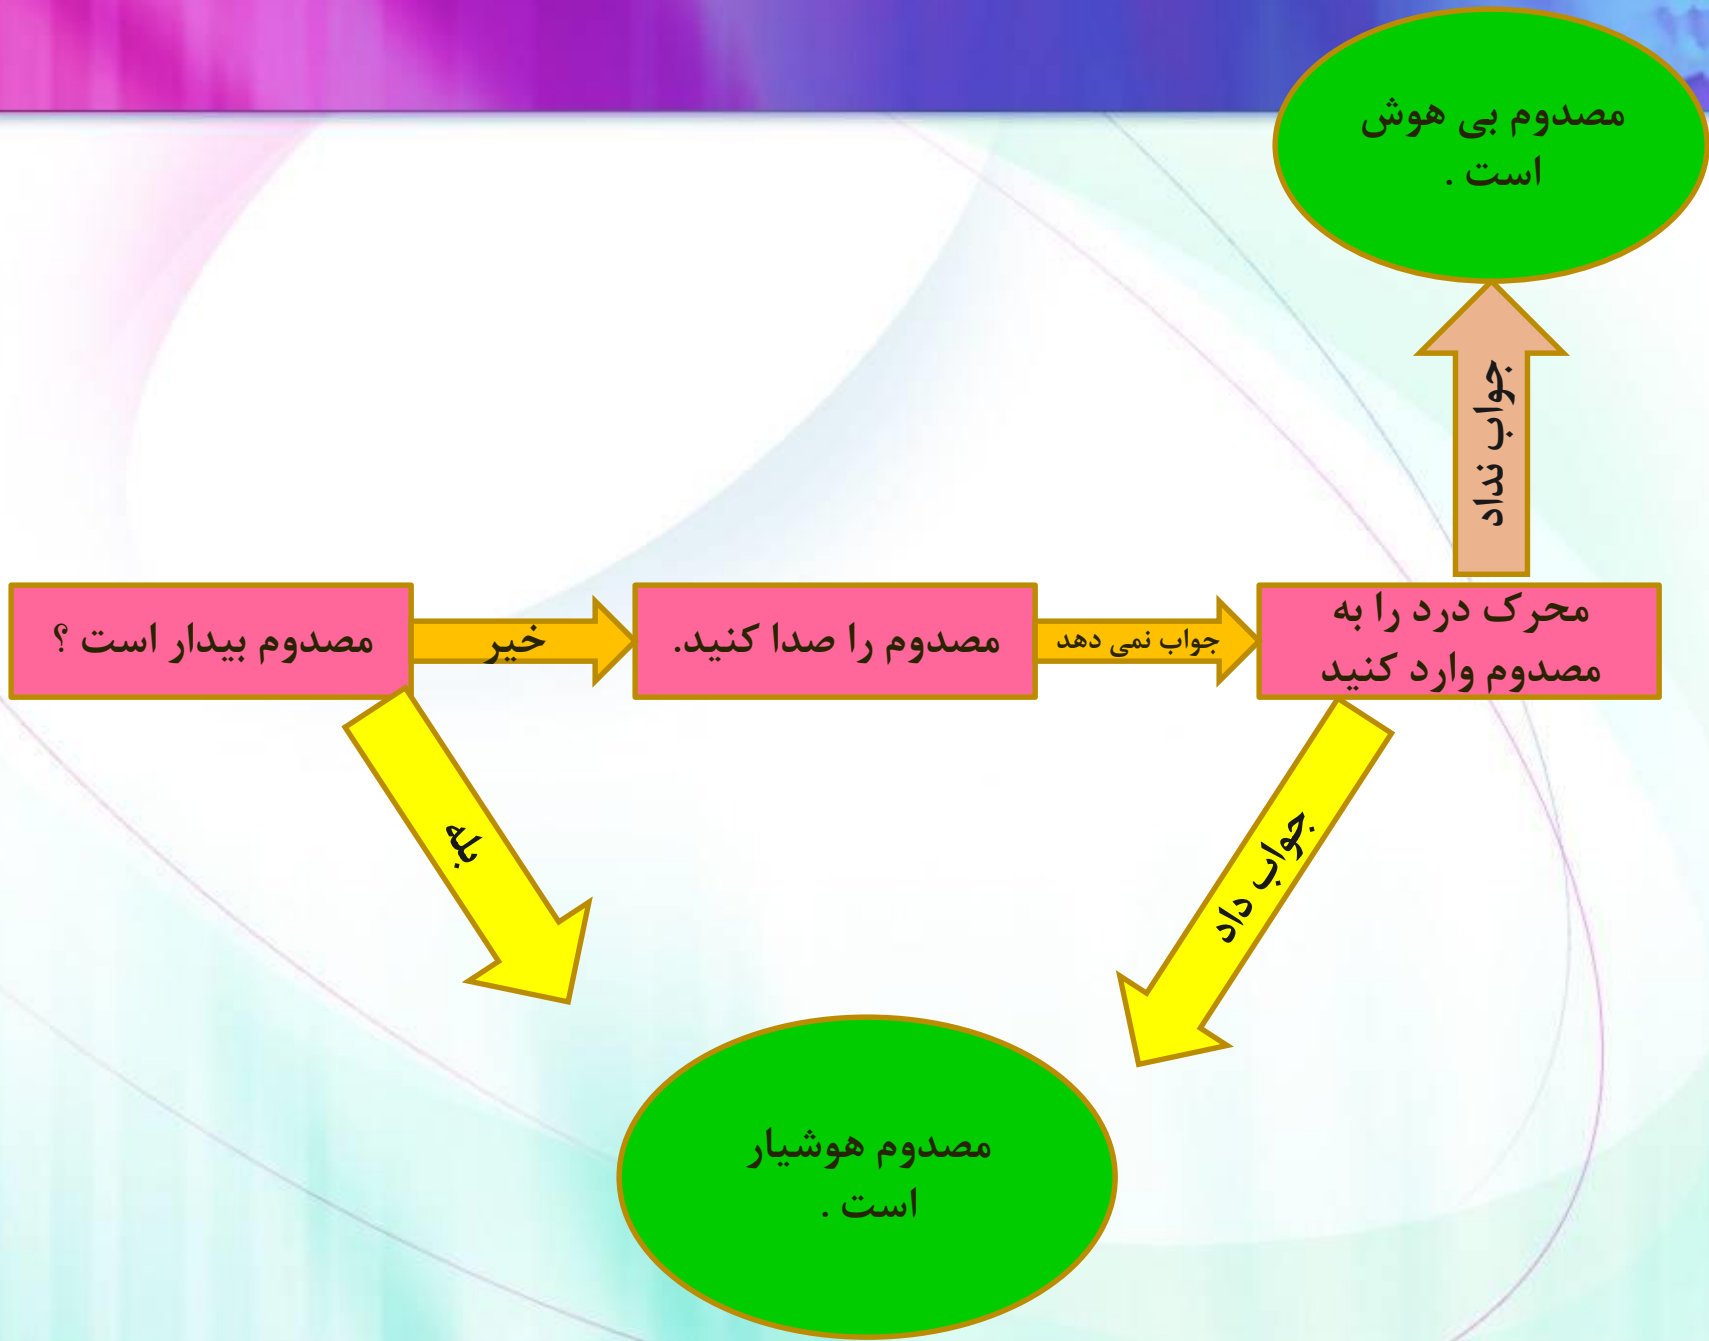 مصدوم بی هوش
است .
جواب نداد
مصدوم بیدار است ؟
خیر
مصدوم را صدا کنید.
جواب نمی دهد
محرک درد را به
مصدوم وارد کنید
بله
جواب داد
مصدوم هوشیار
است .